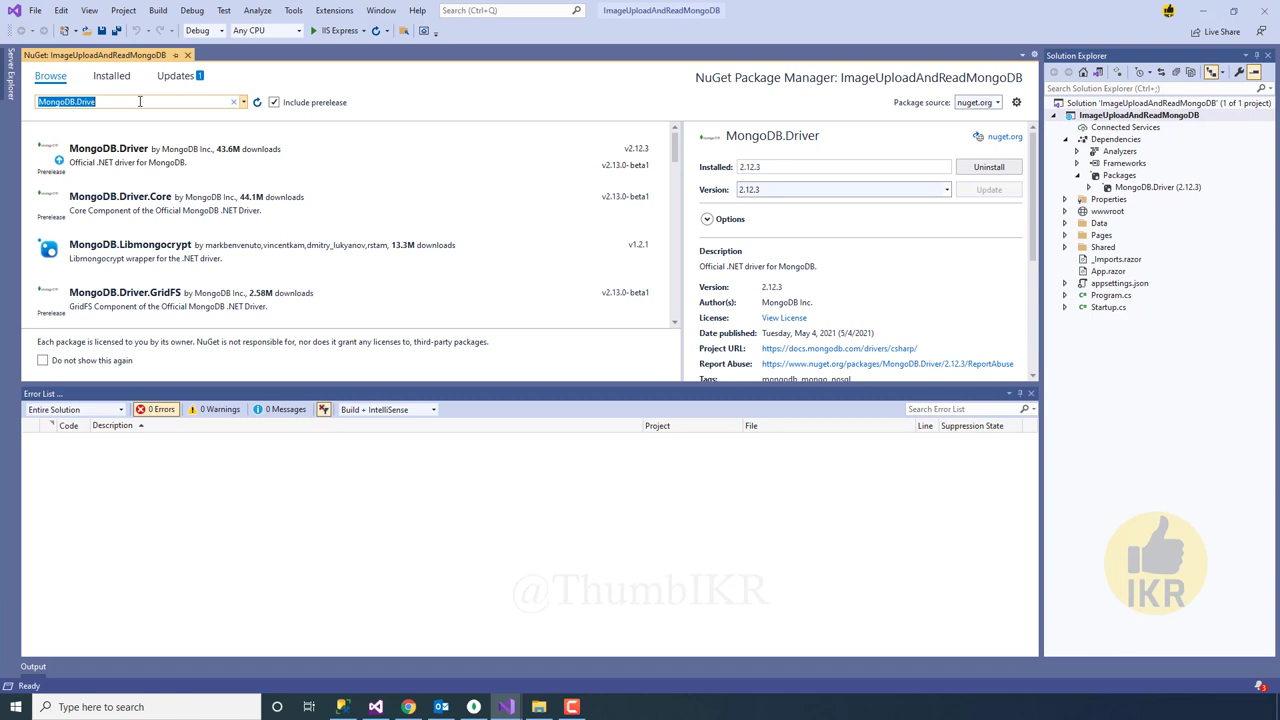 File Edit View Project Build Debug Test Analyze Tools Extensions Window Help Search (Ctrl+Q) ImageUploadAndReadMongoDB
Debug Any CPU IIS Express Live Share
Server Explorer
NuGet: ImageUploadAndReadMongoDB
Browse Installed Updates 1
NuGet Package Manager: ImageUploadAndReadMongoDB
MongoDB.Drive Include prerelease
Package source: nuget.org
MongoDB.Driver by MongoDB Inc., 43.6M downloads v2.12.3
Official .NET driver for MongoDB. v2.13.0-beta1
Prerelease
MongoDB.Driver.Core by MongoDB Inc, 44.1M downloads v2.13.0-beta1
Core Component of the Official MongoDB .NET Driver.
Prerelease
MongoDB.Libmongocrypt by markbenvenuto,vincentkam,dmitry_lukyanov,rstam, 13.3M downloads v1.2.1
Libmongocrypt wrapper for the .NET driver.
MongoDB.Driver.GridFS by MongoDB Inc, 2.58M downloads v2.13.0-beta1
GridFS Component of the Official MongoDB .NET Driver.
Prerelease
Each package is licensed to you by its owner. NuGet is not responsible for, nor does it grant any licenses to, third-party packages.
Do not show this again
MongoDB.Driver nuget.org
Installed: 2.12.3 Uninstall
Version: 2.12.3 Update
Options
Description
Official .NET driver for MongoDB.
Version: 2.12.3
Author(s): MongoDB Inc.
License: View License
Date published: Tuesday, May 4, 2021 (5/4/2021)
Project URL: https://docs.mongodb.com/drivers/csharp/
Report Abuse: https://www.nuget.org/packages/MongoDB.Driver/2.12.3/ReportAbuse
Tags: mongodb, mongo, nosql
Solution Explorer
Search Solution Explorer (Ctrl+;)
Solution 'ImageUploadAndReadMongoDB' (1 of 1 project)
ImageUploadAndReadMongoDB
Connected Services
Dependencies
Analyzers
Frameworks
Packages
MongoDB.Driver (2.12.3)
Properties
wwwroot
Data
Pages
Shared
_Imports.razor
App.razor
appsettings.json
Program.cs
Startup.cs
Error List ...
Entire Solution 0 Errors 0 Warnings 0 Messages Build + IntelliSense Search Error List
Code Description Project File Line Suppression State
@ThumbIKR
IKR
Output
Ready 3
Type here to search